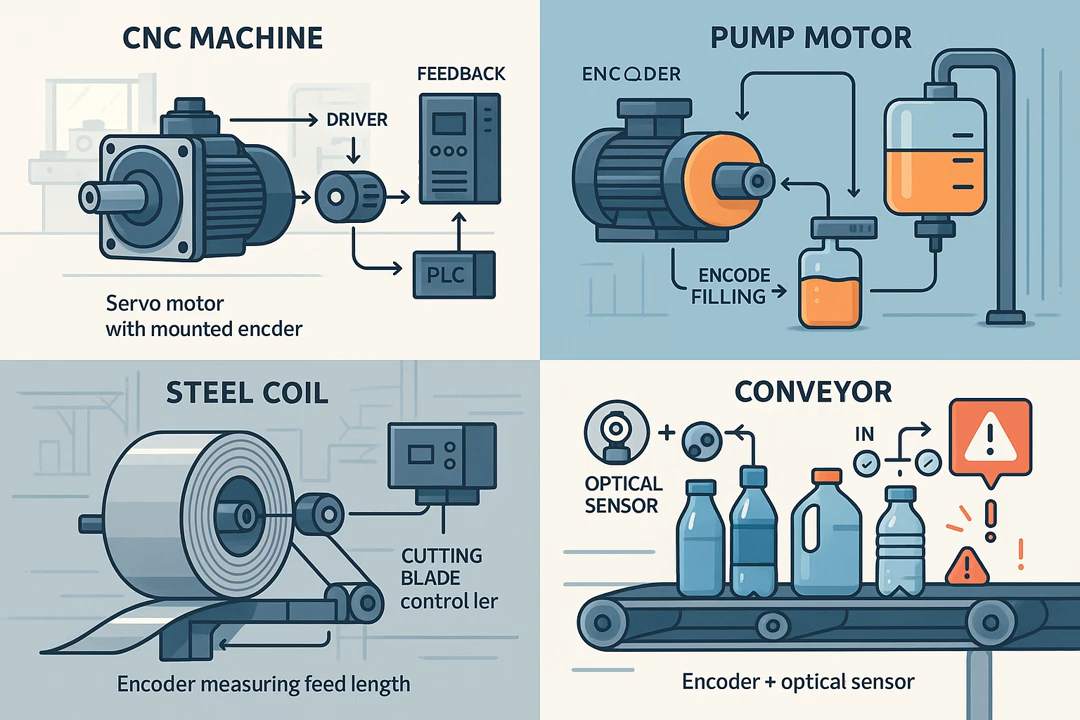 CNC MACHINE
FEEDBACK
DRIVER
PLC
Servo motor
with mounted encder
PUMP MOTOR
ENCODER
ENCODE
FILLING
STEEL COIL
CUTTING
BLADE
control ler
Encoder measuring feed length
CONVEYOR
IN
OPTICAL
SENSOR
Encoder + optical sensor